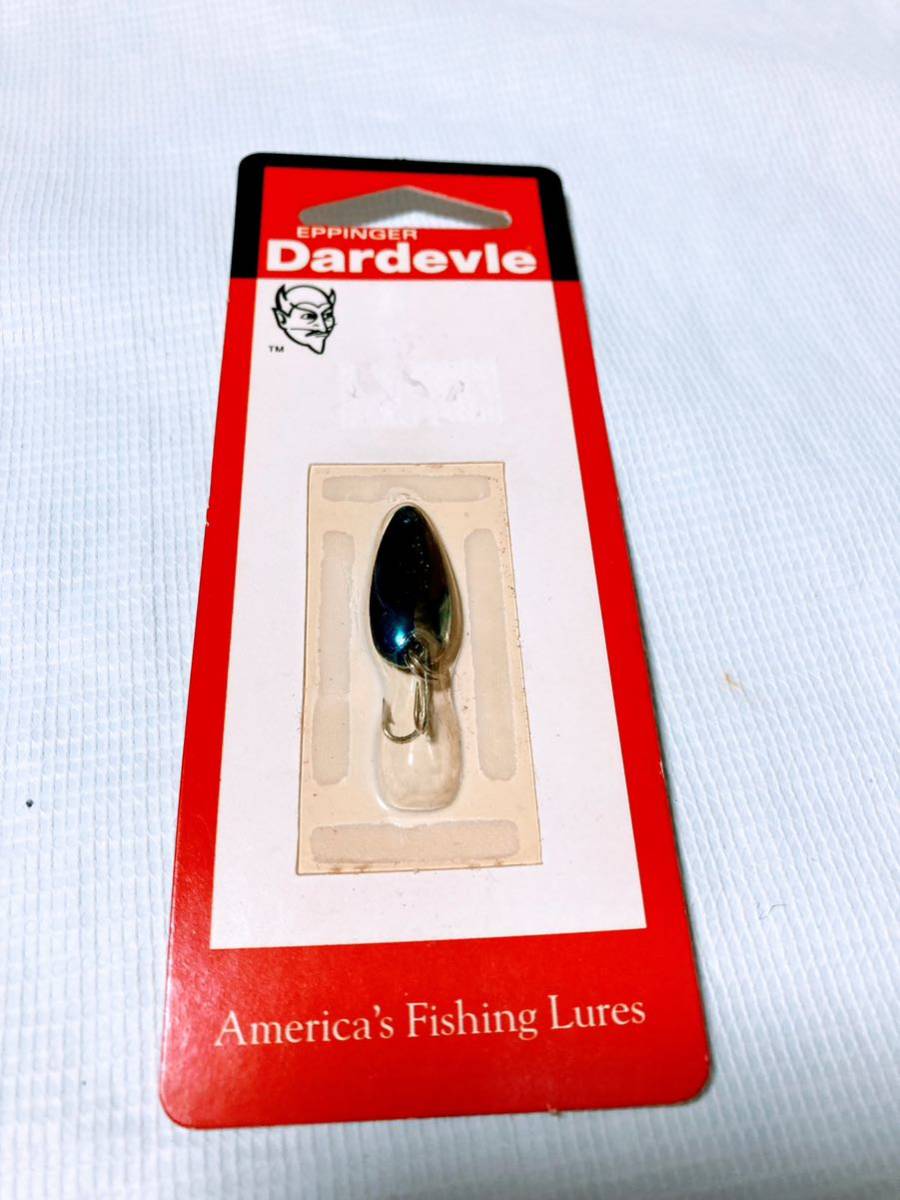 EPPINGER
Dardevle
TM
America's Fishing Lures